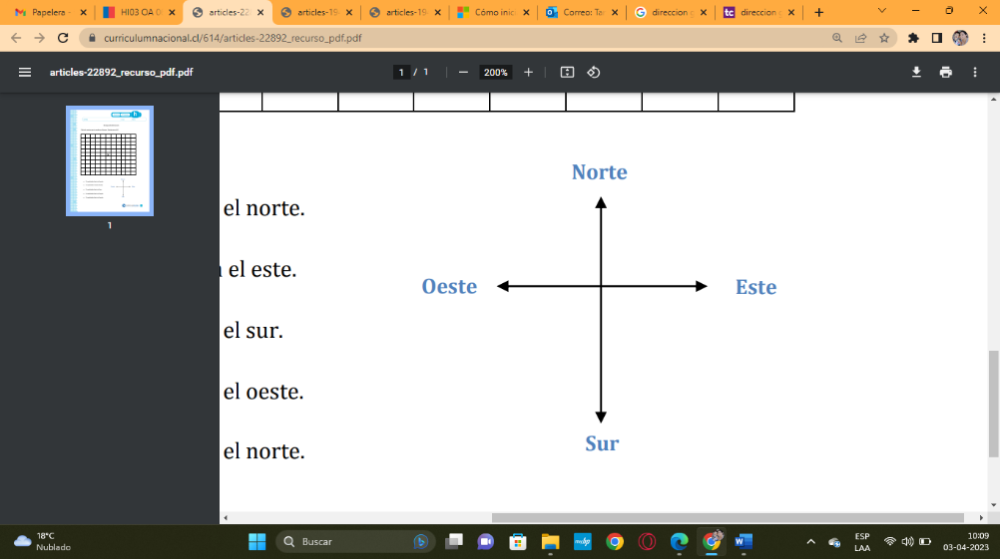 Papelera -
HI03 OA 0
articles-22
articles-19
articles-19
Cómo inic
Correo: Ta
direccion g
direccion
curriculumnacional.cl/614/articles-22892_recurso_pdf.pdf
articles-22892_recurso_pdf.pdf
1 / 1
200%
1
Norte
el norte.
el este.
Oeste
Este
el sur.
el oeste.
Sur
el norte.
18°C
Nublado
Buscar
ESP
LAA
10:09
03-04-2023